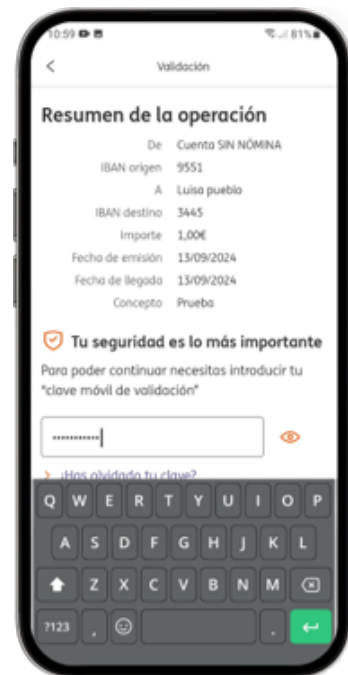 10:59 81%
Validación
Resumen de la operación
De Cuenta SIN NÓMINA
IBAN origen 9551
A Luisa pueblo
IBAN destino 3445
Importe 1,00€
Fecha de emisión 13/09/2024
Fecha de llegada 13/09/2024
Concepto Prueba
Tu seguridad es lo más importante
Para poder continuar necesitas introducir tu
"clave móvil de validación"
¿Has olvidado tu clave?
Q W E R T Y U I O P
A S D F G H J K L
Z X C V B N M
?123 , .